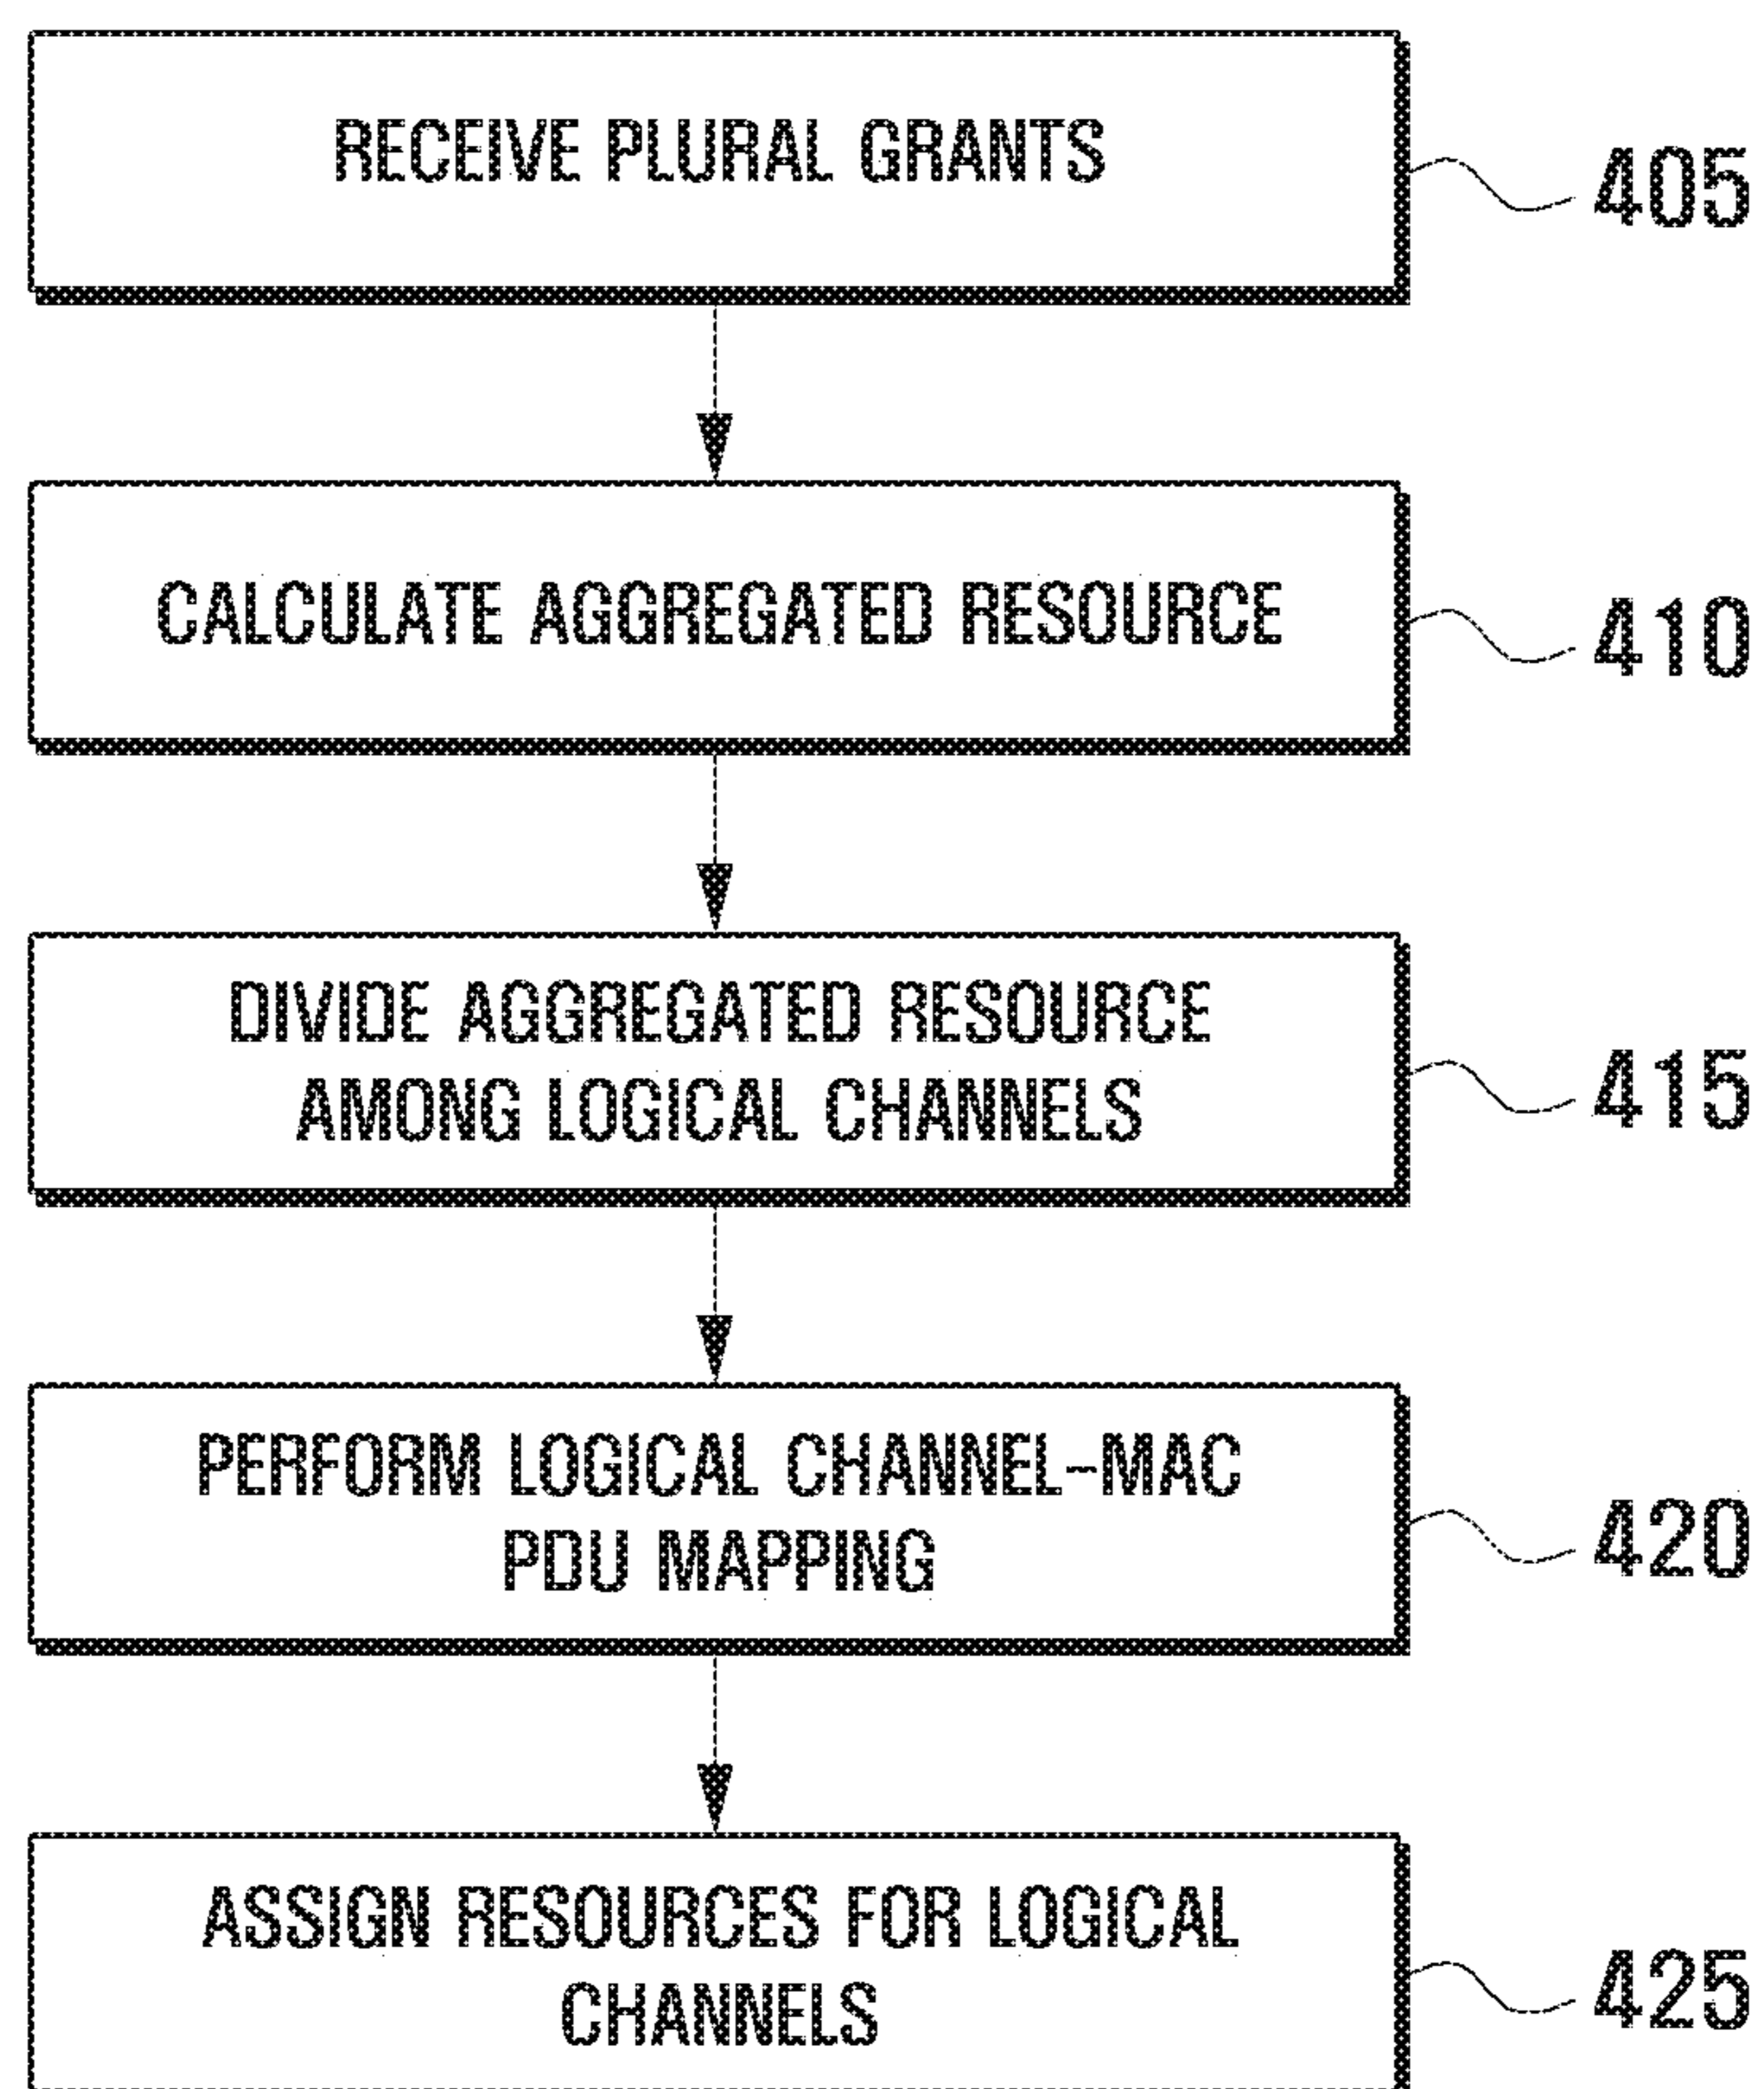 RECEIVE PLURAL GRANTS
405
CALCULATE AGGREGATED RESOURCE
410
DIVIDE AGGREGATED RESOURCE
AMONG LOGICAL CHANNELS
415
PERFORM LOGICAL CHANNEL-MAC
PDU MAPPING
420
ASSIGN RESOURCES FOR LOGICAL
CHANNELS
425